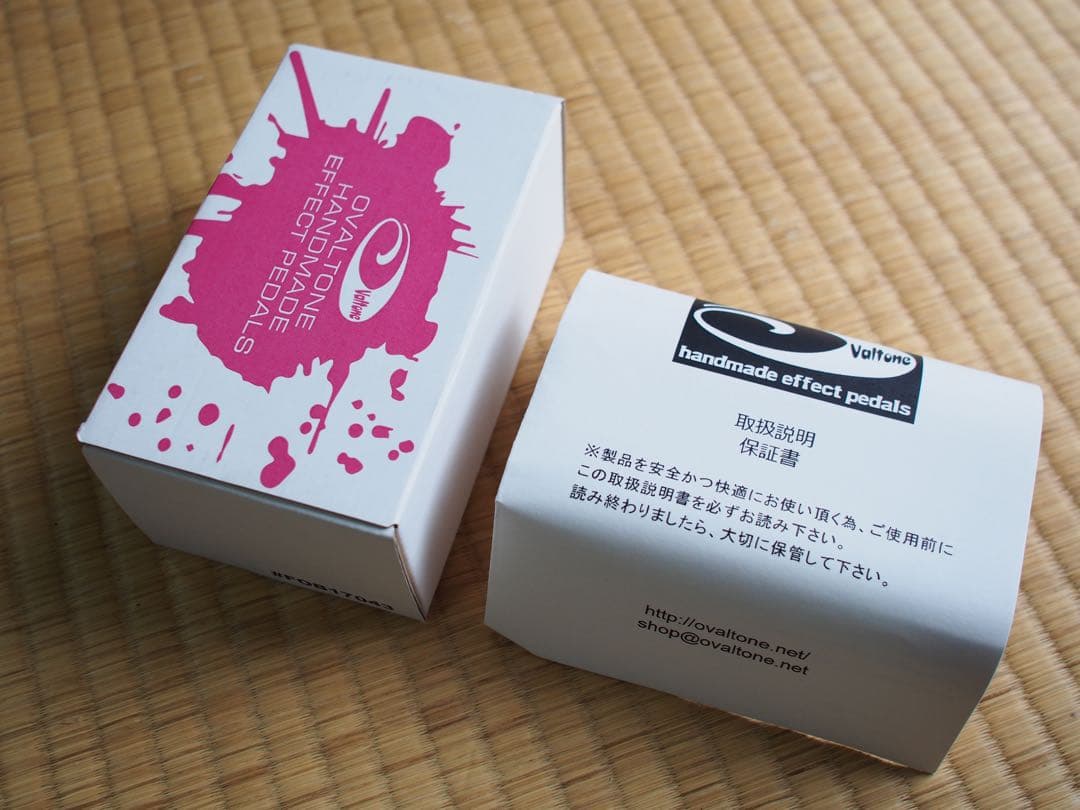 Valtone
OVALTONE
HANDMADE
EFFECT PEDALS
#FOB17043
Valtone
handmade effect pedals
取扱説明
保証書
※製品を安全かつ快適にお使い頂く為、ご使用前に
この取扱説明書を必ずお読み下さい。
読み終わりましたら、大切に保管して下さい。
http://ovaltone.net/
shop@ovaltone.net